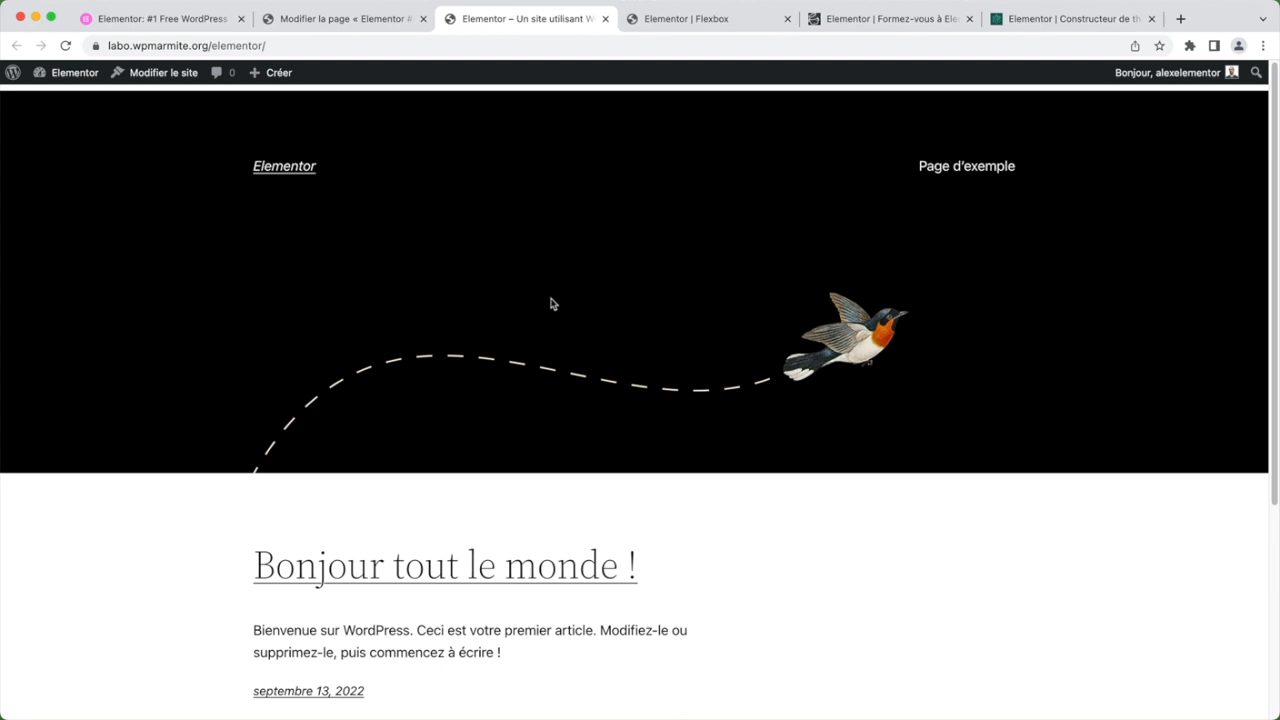 Elementor: #1 Free WordPress
Modifier la page « Elementor #
Elementor – Un site utilisant W
Elementor | Flexbox
Elementor | Formez-vous à Ele
Elementor | Constructeur de th
labo.wpmarmite.org/elementor/
Elementor
Modifier le site
0
Créer
Bonjour, alexelementor
Elementor
Page d’exemple
Bonjour tout le monde !
Bienvenue sur WordPress. Ceci est votre premier article. Modifiez-le ou
supprimez-le, puis commencez à écrire !
septembre 13, 2022